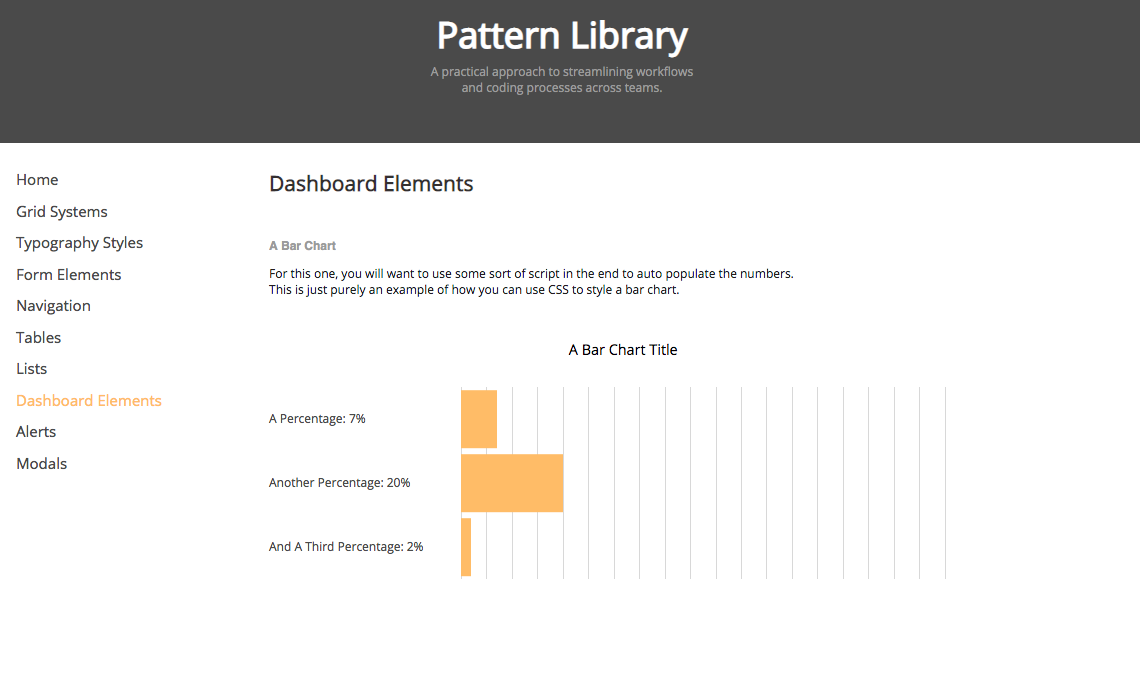 Pattern Library
A practical approach to streamlining workflows
and coding processes across teams.
Home
Grid Systems
Typography Styles
Form Elements
Navigation
Tables
Lists
Dashboard Elements
Alerts
Modals
Dashboard Elements
A Bar Chart
For this one, you will want to use some sort of script in the end to auto populate the numbers.
This is just purely an example of how you can use CSS to style a bar chart.
A Bar Chart Title
A Percentage: 7%
Another Percentage: 20%
And A Third Percentage: 2%